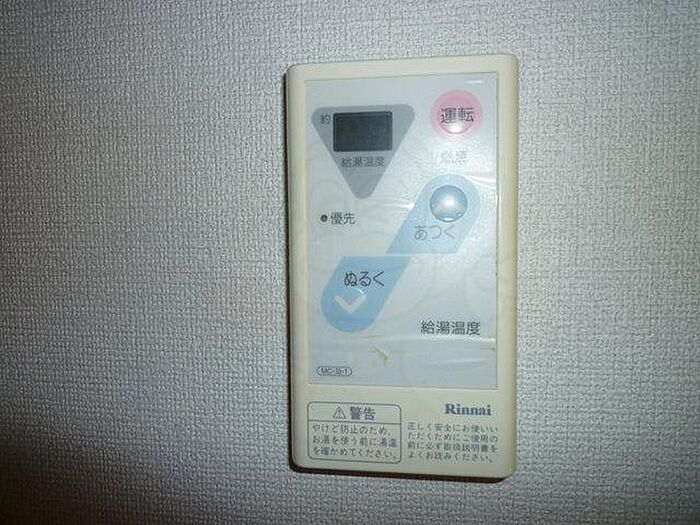 約
運転
給湯温度
燃焼
優先
あつく
ぬるく
給湯温度
Rinnai
警告
やけど防止のため、
お湯を使う前に湯温
を確かめてください。
正しく安全にお使いい
ただくためにご使用の
前に必ず取扱説明書を
よくお読みください。